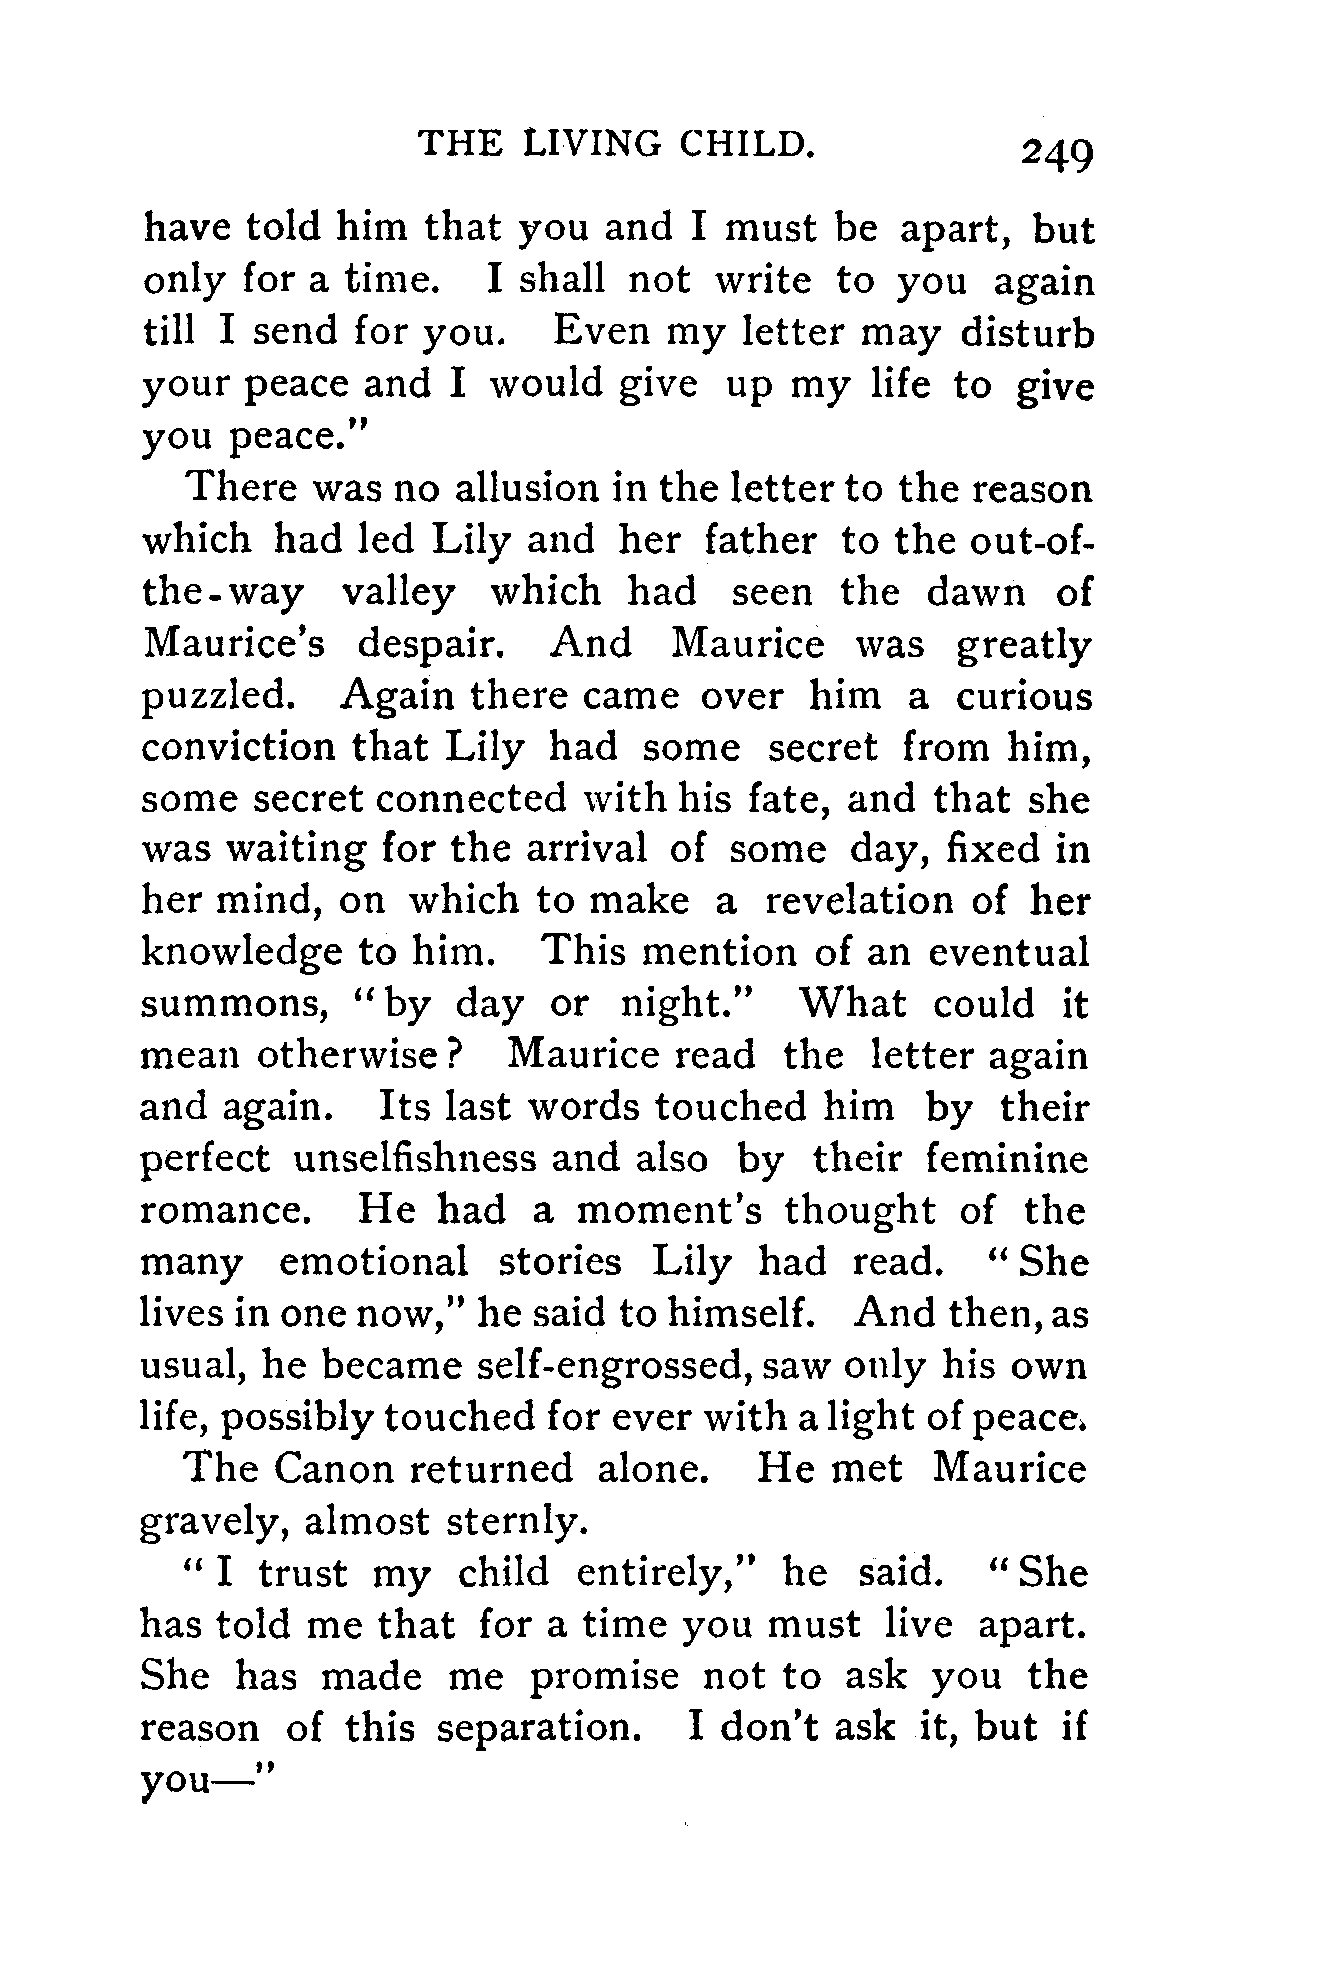 THE LIVING CHILD. 249
have told him that you and I must be apart, but
only for a time. I shall not write to you again
till I send for you. Even my letter may disturb
your peace and I would give up my life to give
you peace."
There was no allusion in the letter to the reason
which had led Lily and her father to the out-of-
the-way valley which had seen the dawn of
Maurice's despair. And Maurice was greatly
puzzled. Again there came over him a curious
conviction that Lily had some secret from him,
some secret connected with his fate, and that she
was waiting for the arrival of some day, fixed in
her mind, on which to make a revelation of her
knowledge to him. This mention of an eventual
summons, "by day or night." What could it
mean otherwise? Maurice read the letter again
and again. Its last words touched him by their
perfect unselfishness and also by their feminine
romance. He had a moment's thought of the
many emotional stories Lily had read. "She
lives in one now," he said to himself. And then, as
usual, he became self-engrossed, saw only his own
life, possibly touched for ever with a light of peace.
The Canon returned alone. He met Maurice
gravely, almost sternly.
"I trust my child entirely," he said. "She
has told me that for a time you must live apart.
She has made me promise not to ask you the
reason of this separation. I don't ask it, but if
you—"